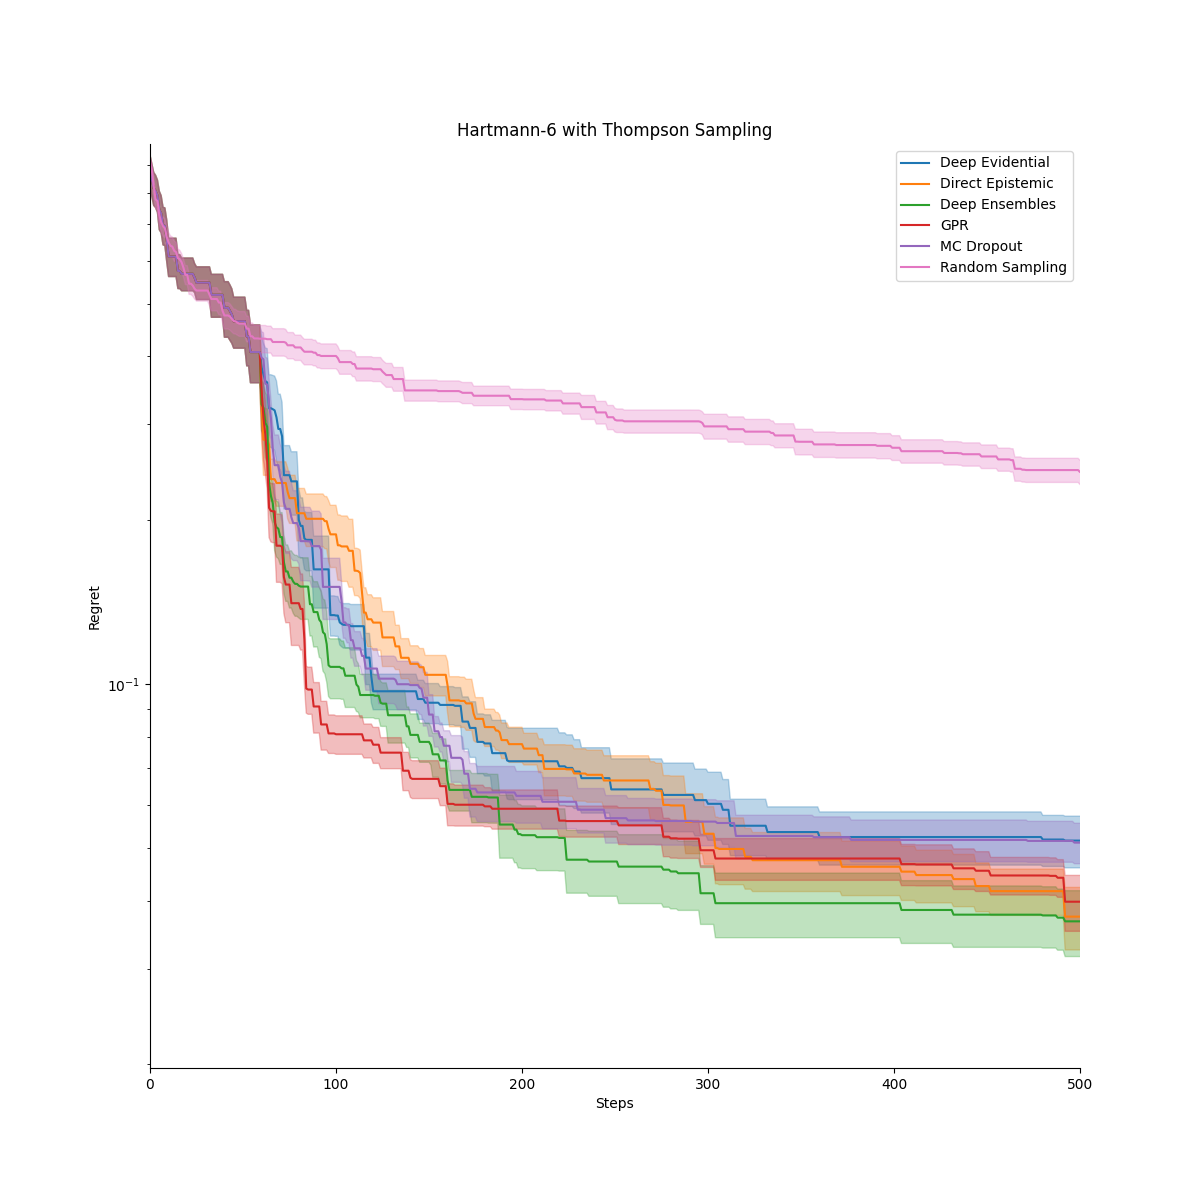 Hartmann-6 with Thompson Sampling
Deep Evidential
Direct Epistemic
Deep Ensembles
GPR
MC Dropout
Random Sampling
Regret
10⁻¹
0 100 200 300 400 500
Steps